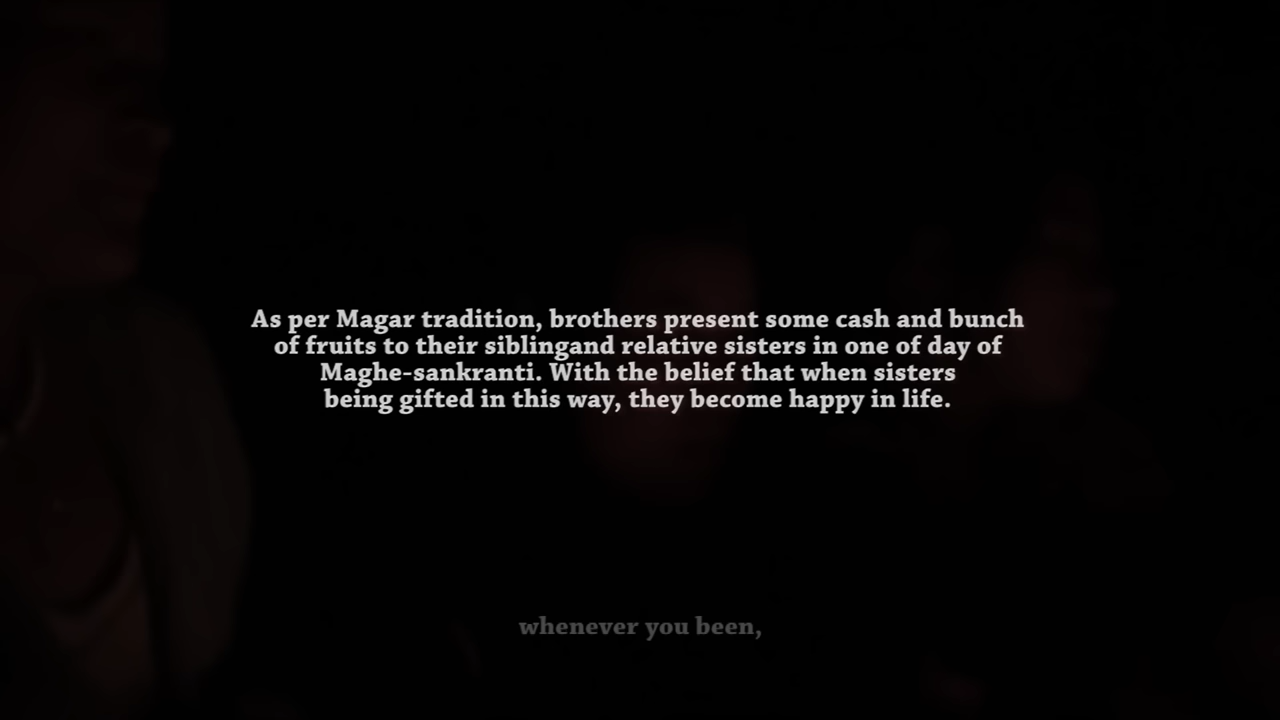 As per Magar tradition, brothers present some cash and bunch
of fruits to their siblingand relative sisters in one of day of
Maghe-sankranti. With the belief that when sisters
being gifted in this way, they become happy in life.
whenever you been,